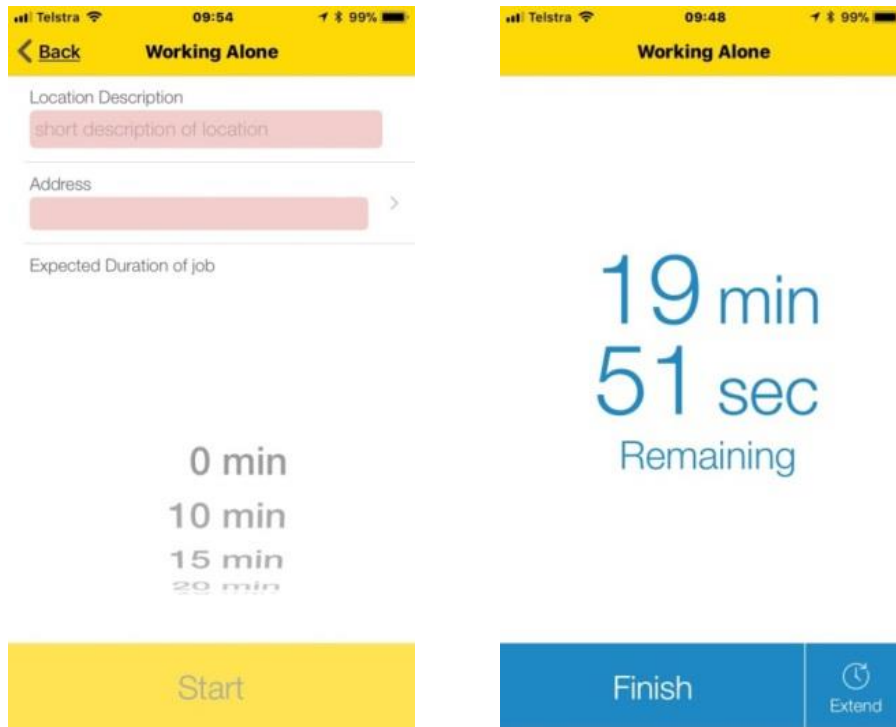 Telstra 09:54 99%
Back Working Alone
Location Description
short description of location
Address
Expected Duration of job
0 min
10 min
15 min
20 min
Start
Telstra 09:48 99%
Working Alone
19 min
51 sec
Remaining
Finish
Extend